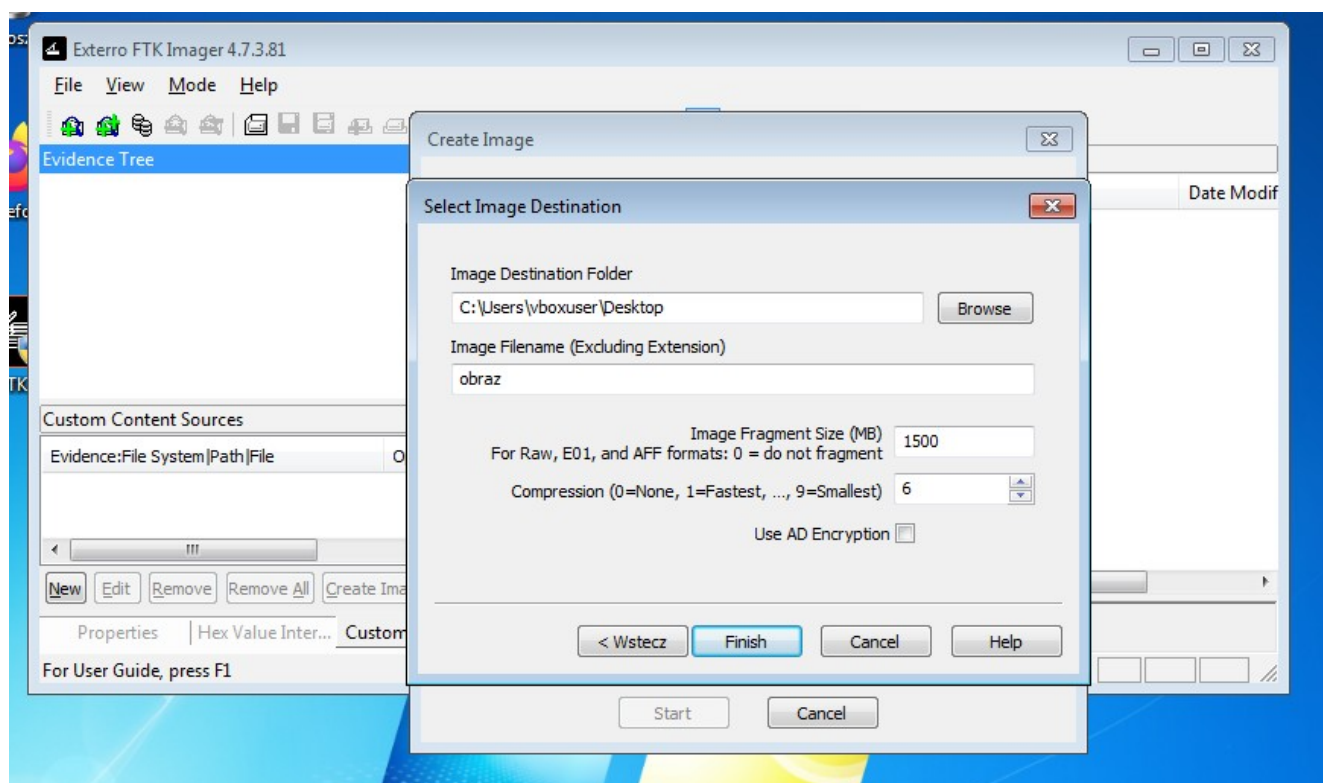 Exterro FTK Imager 4.7.3.81
File View Mode Help
Evidence Tree
Create Image
Date Modif
Select Image Destination
Image Destination Folder
C:\Users\vboxuser\Desktop
Browse
Image Filename (Excluding Extension)
obraz
Custom Content Sources
Evidence:File System|Path|File
Image Fragment Size (MB)
For Raw, E01, and AFF formats: 0 = do not fragment
1500
Compression (0=None, 1=Fastest, ..., 9=Smallest)
6
Use AD Encryption
New Edit Remove Remove All Create Ima
Properties Hex Value Inter... Custom
< Wstecz Finish Cancel Help
For User Guide, press F1
Start Cancel